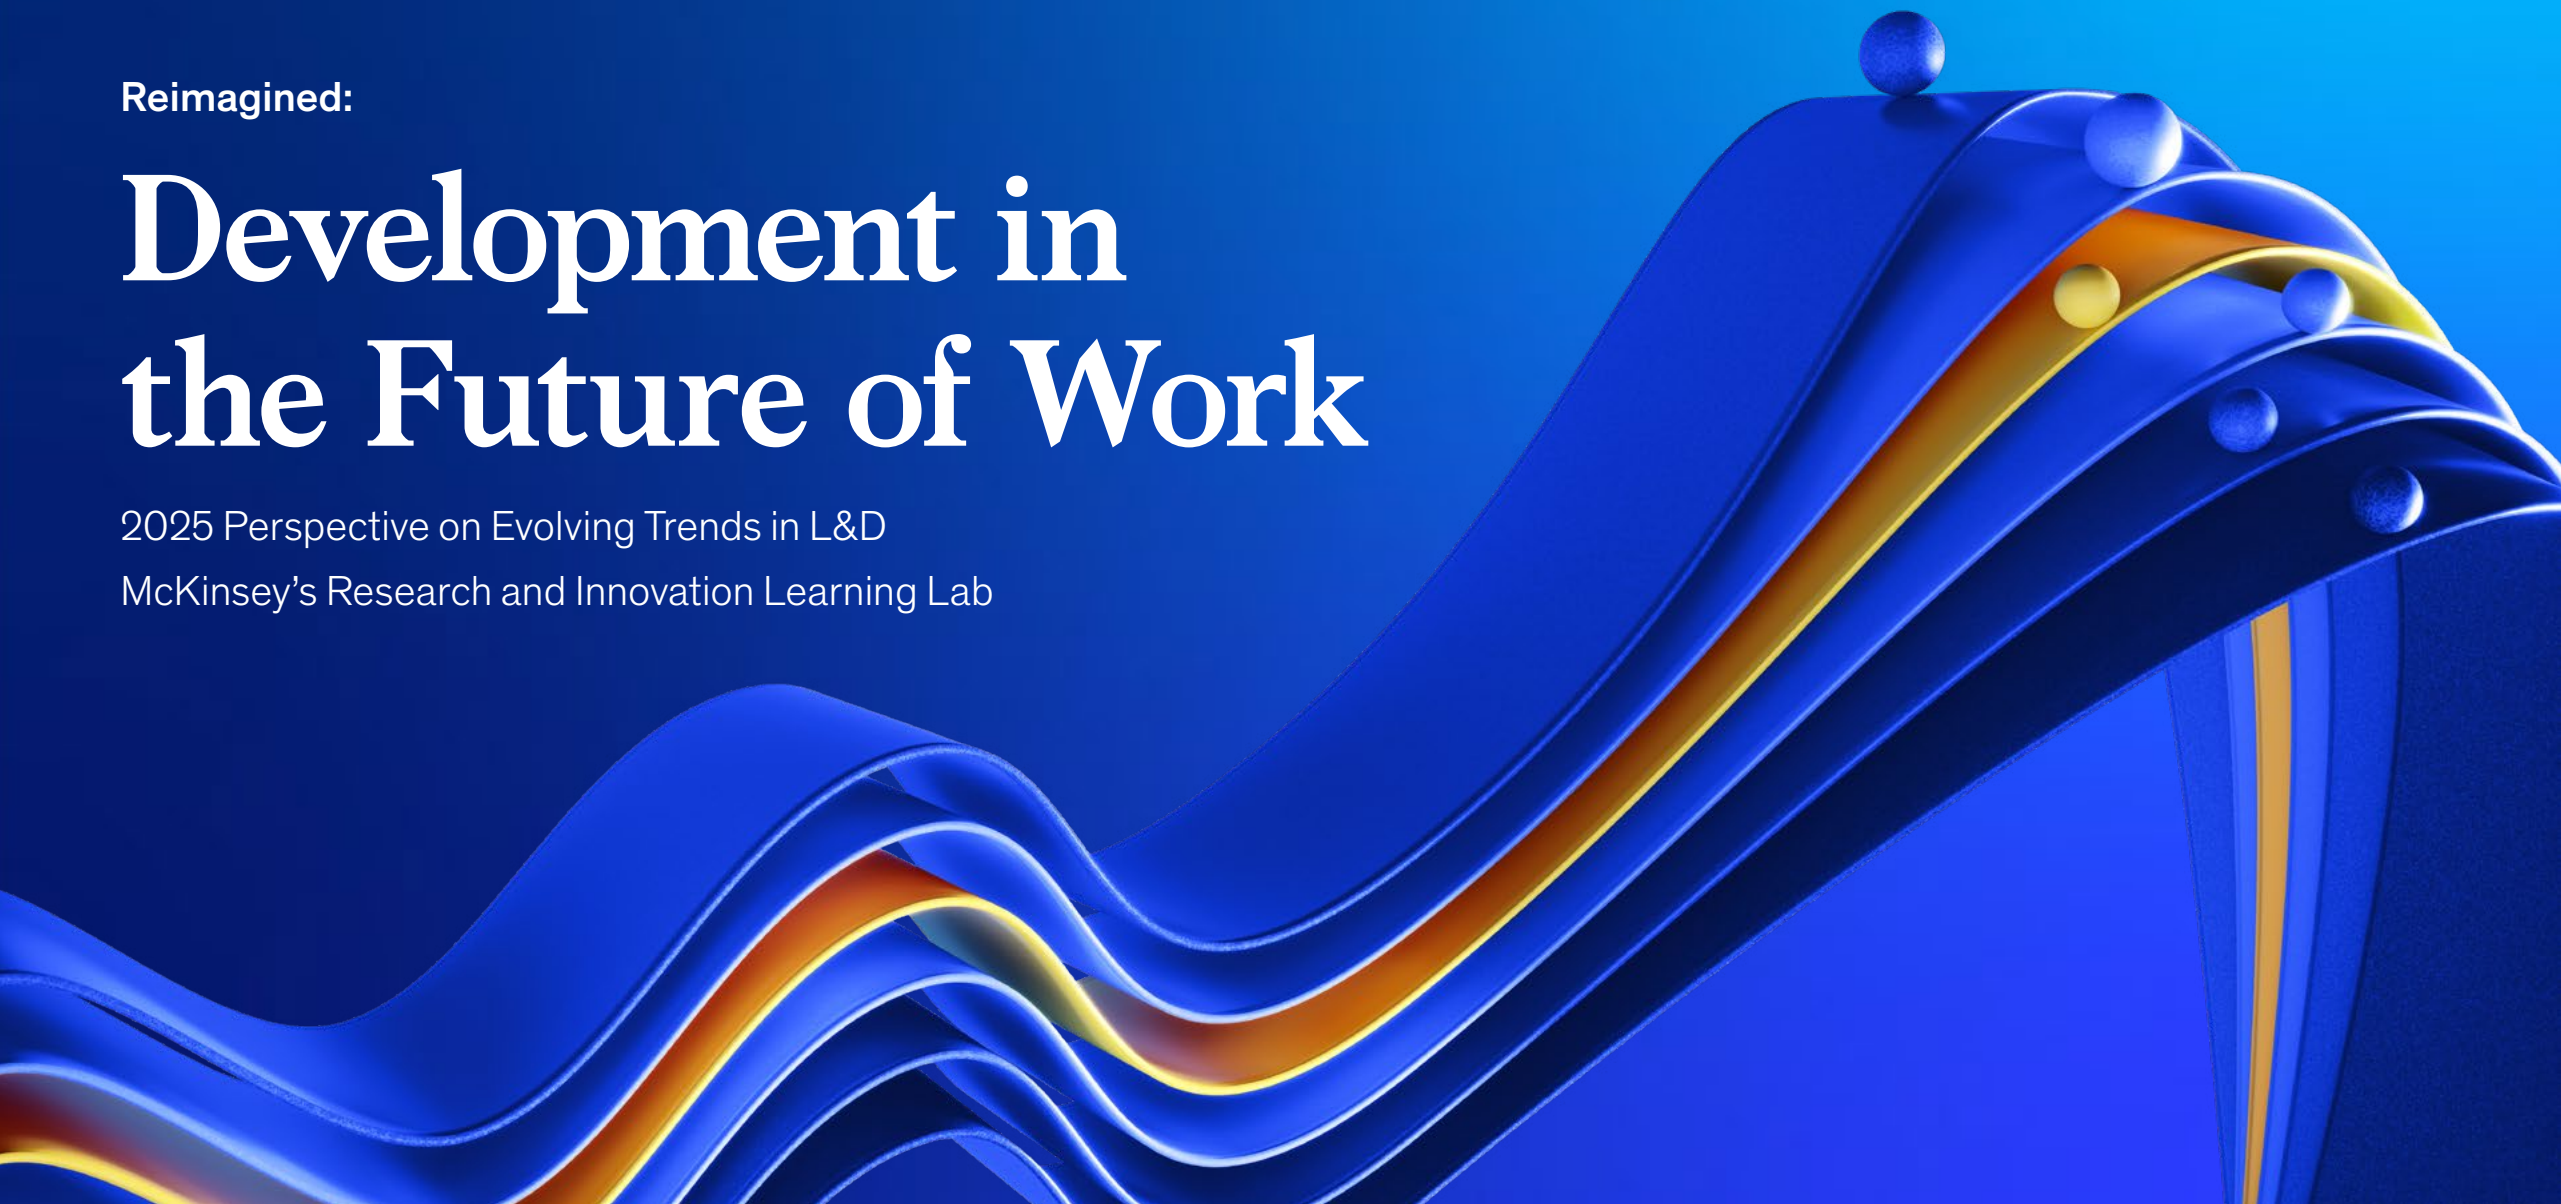 Reimagined:
Development in
the Future of Work
2025 Perspective on Evolving Trends in L&D
McKinsey’s Research and Innovation Learning Lab